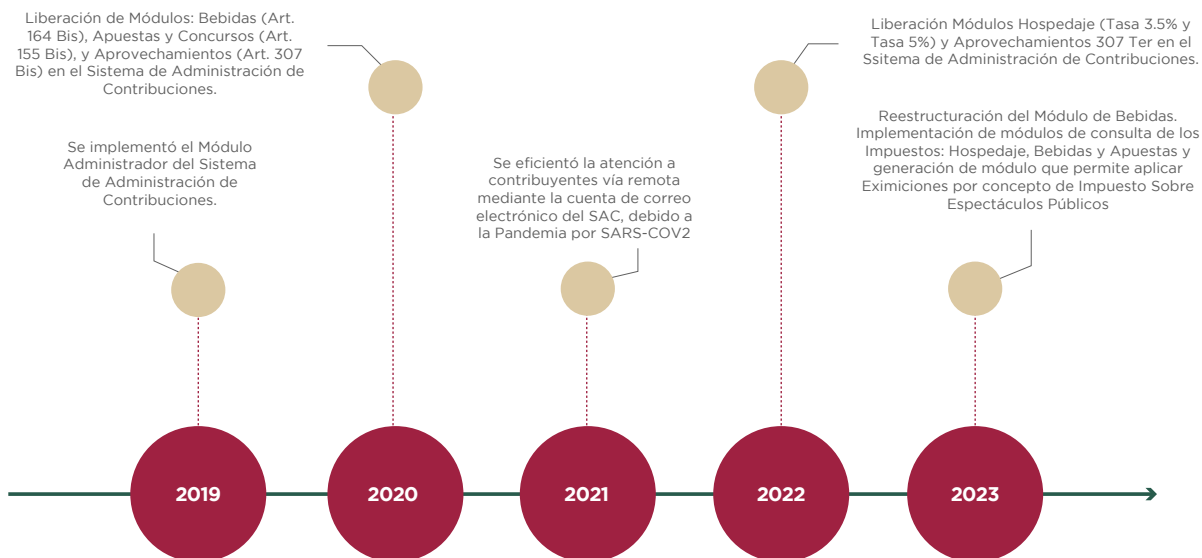 Liberación de Módulos: Bebidas (Art.
164 Bis), Apuestas y Concursos (Art.
155 Bis), y Aprovechamientos (Art. 307
Bis) en el Sistema de Administración de
Contribuciones.
Se implementó el Módulo
Administrador del Sistema
de Administración de
Contribuciones.
Se eficientó la atención a
contribuyentes vía remota
mediante la cuenta de correo
electrónico del SAC, debido a
la Pandemia por SARS-COV2
Liberación Módulos Hospedaje (Tasa 3.5% y
Tasa 5%) y Aprovechamientos 307 Ter en el
Ssitema de Administración de Contribuciones.
Reestructuración del Módulo de Bebidas.
Implementación de módulos de consulta de los
Impuestos: Hospedaje, Bebidas y Apuestas y
generación de módulo que permite aplicar
Eximiciones por concepto de Impuesto Sobre
Espectáculos Públicos
2019
2020
2021
2022
2023